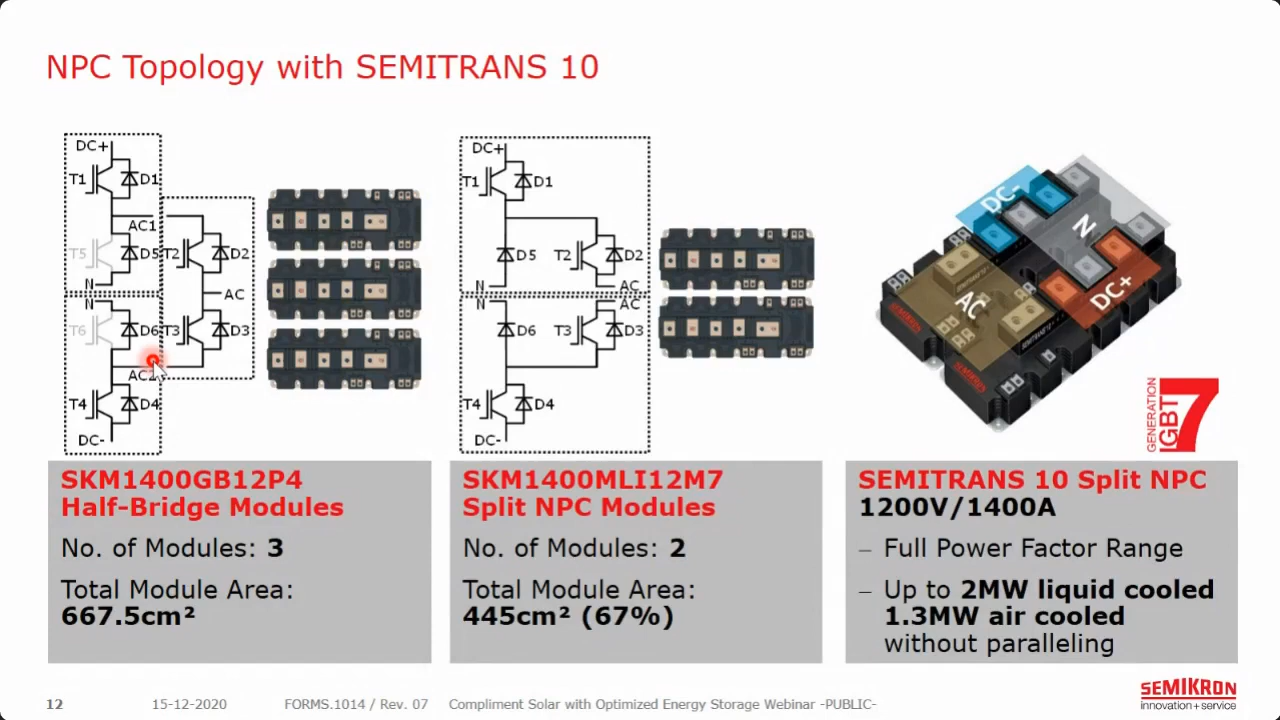 NPC Topology with SEMITRANS 10
DC+
T1
D1
AC1
T5
D5
T2
D2
N
AC
N
T6
D6
T3
D3
AC2
T4
D4
DC-
DC+
T1
D1
D5
T2
D2
N
AC
N
AC
D6
T3
D3
T4
D4
DC-
DC-
N
AC
DC+
SEMIKRON
SEMIKRON
GENERATION
IGBT
7
SKM1400GB12P4
Half-Bridge Modules
No. of Modules: 3
Total Module Area:
667.5cm²
SKM1400MLI12M7
Split NPC Modules
No. of Modules: 2
Total Module Area:
445cm² (67%)
SEMITRANS 10 Split NPC
1200V/1400A
– Full Power Factor Range
– Up to 2MW liquid cooled
1.3MW air cooled
without paralleling
12 15-12-2020 FORMS.1014 / Rev. 07 Compliment Solar with Optimized Energy Storage Webinar -PUBLIC-
SEMIKRON
innovation+service